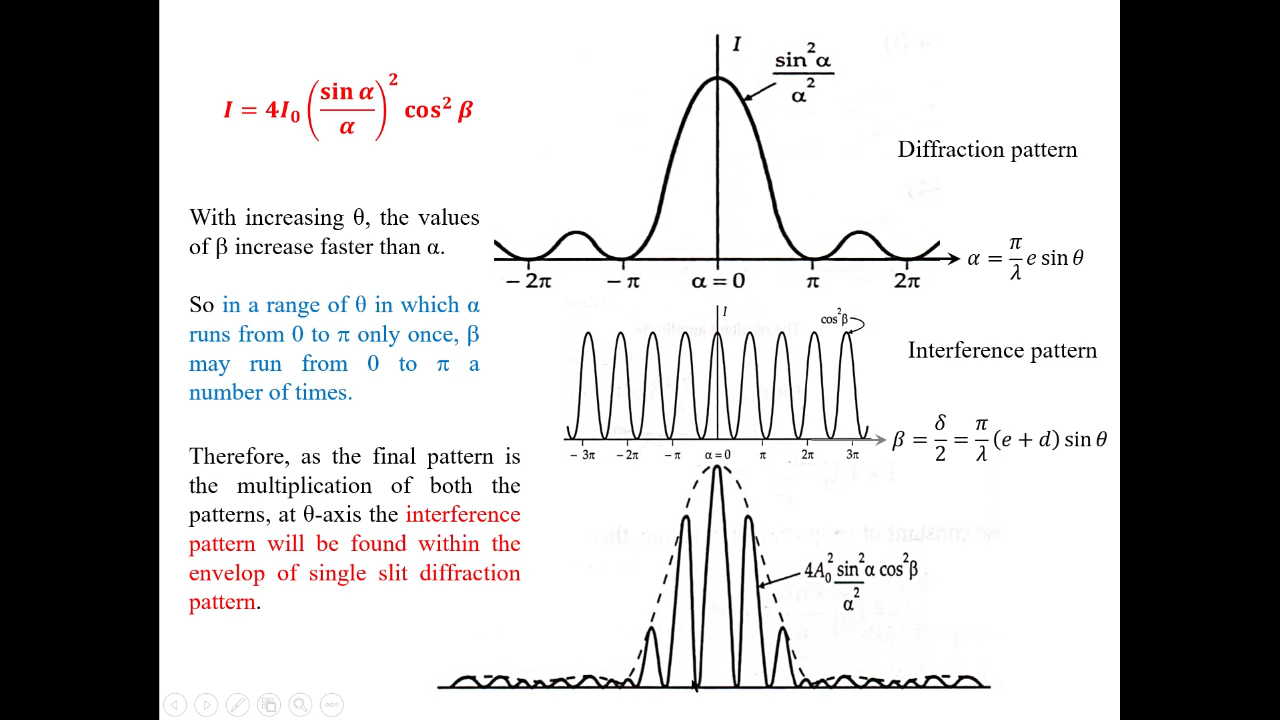 I = 4I₀ (sin α / α)² cos² β
With increasing θ, the values
of β increase faster than α.
So in a range of θ in which α
runs from 0 to π only once, β
may run from 0 to π a
number of times.
Therefore, as the final pattern is
the multiplication of both the
patterns, at θ-axis the interference
pattern will be found within the
envelop of single slit diffraction
pattern.
I
sin²α / α²
Diffraction pattern
− 2π − π α = 0 π 2π
α = π/λ e sin θ
I
cos²β
Interference pattern
− 3π − 2π − π α = 0 π 2π 3π
β = δ/2 = π/λ (e + d) sin θ
4A₀² sin²α cos²β / α²